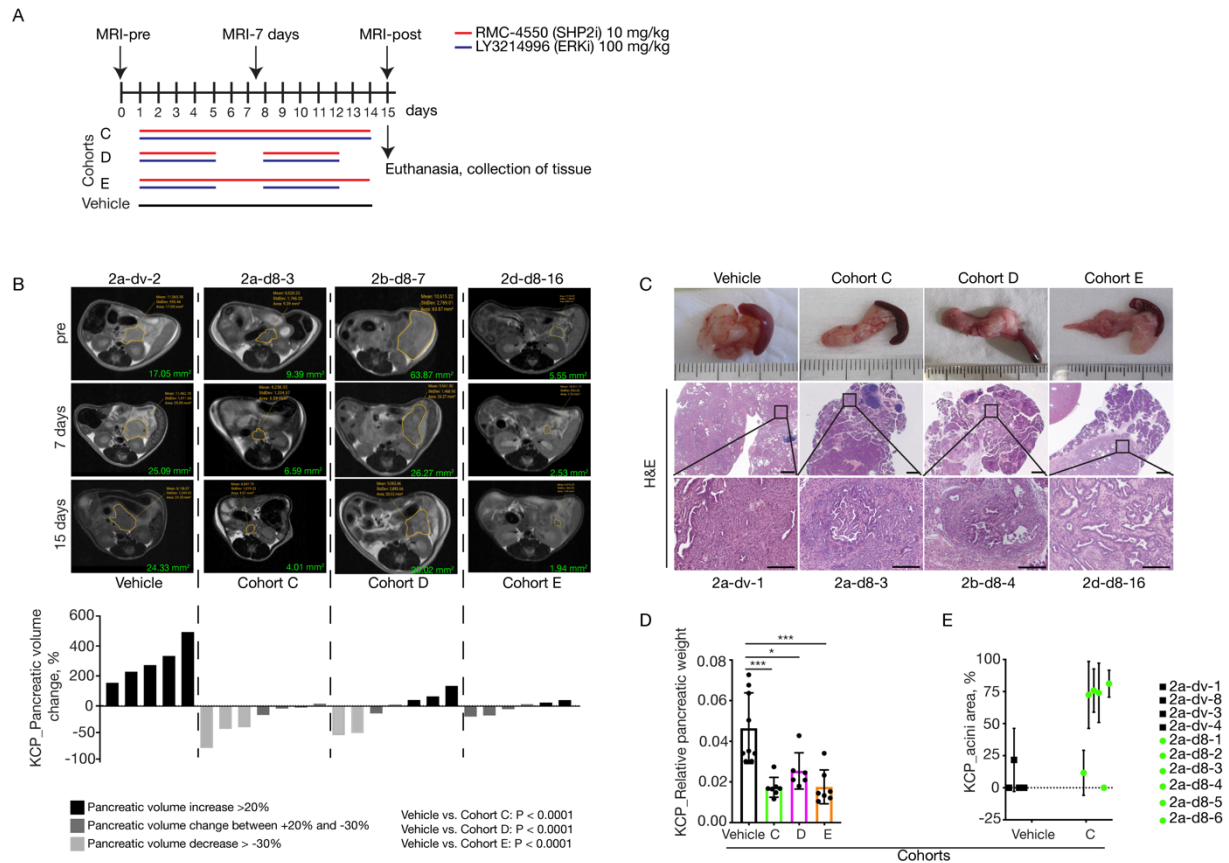 A
MRI-pre
MRI-7 days
MRI-post
RMC-4550 (SHP2i) 10 mg/kg
LY3214996 (ERKi) 100 mg/kg
0 1 2 3 4 5 6 7 8 9 10 11 12 13 14 15 days
Cohorts
C
D
E
Vehicle
Euthanasia, collection of tissue
B
2a-dv-2
2a-d8-3
2b-d8-7
2d-d8-16
pre
17.05 mm²
9.39 mm²
63.87 mm²
5.55 mm²
7 days
25.09 mm²
6.59 mm²
26.27 mm²
2.53 mm²
15 days
24.33 mm²
4.01 mm²
1.94 mm²
Vehicle
Cohort C
Cohort D
Cohort E
KCP_Pancreatic volume
change, %
600
400
200
0
-50
-100
Pancreatic volume increase >20%
Pancreatic volume change between +20% and -30%
Pancreatic volume decrease > -30%
Vehicle vs. Cohort C: P < 0.0001
Vehicle vs. Cohort D: P < 0.0001
Vehicle vs. Cohort E: P < 0.0001
C
Vehicle
Cohort C
Cohort D
Cohort E
H&E
2a-dv-1
2a-d8-3
2b-d8-4
2d-d8-16
D
KCP_Relative pancreatic weight
0.08
0.06
0.04
0.02
0
***
*
***
Vehicle C D E
Cohorts
E
KCP_acini area, %
100
75
50
25
0
-25
Vehicle
C
2a-dv-1
2a-dv-8
2a-dv-3
2a-dv-4
2a-d8-1
2a-d8-2
2a-d8-3
2a-d8-4
2a-d8-5
2a-d8-6